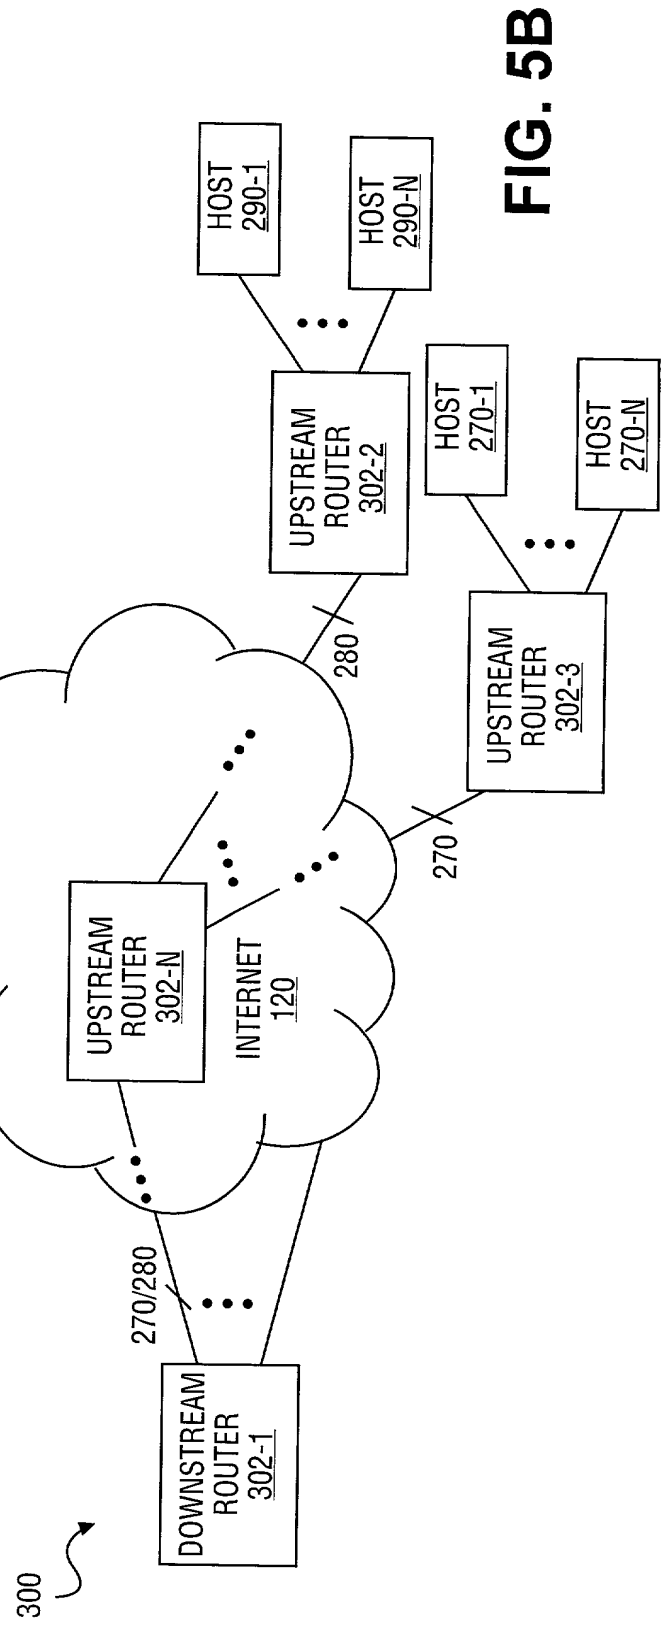 300
DOWNSTREAM
ROUTER
302-1
270/280
UPSTREAM
ROUTER
302-N
INTERNET
120
280
270
UPSTREAM
ROUTER
302-2
UPSTREAM
ROUTER
302-3
HOST
290-1
HOST
290-N
HOST
270-1
HOST
270-N
FIG. 5B